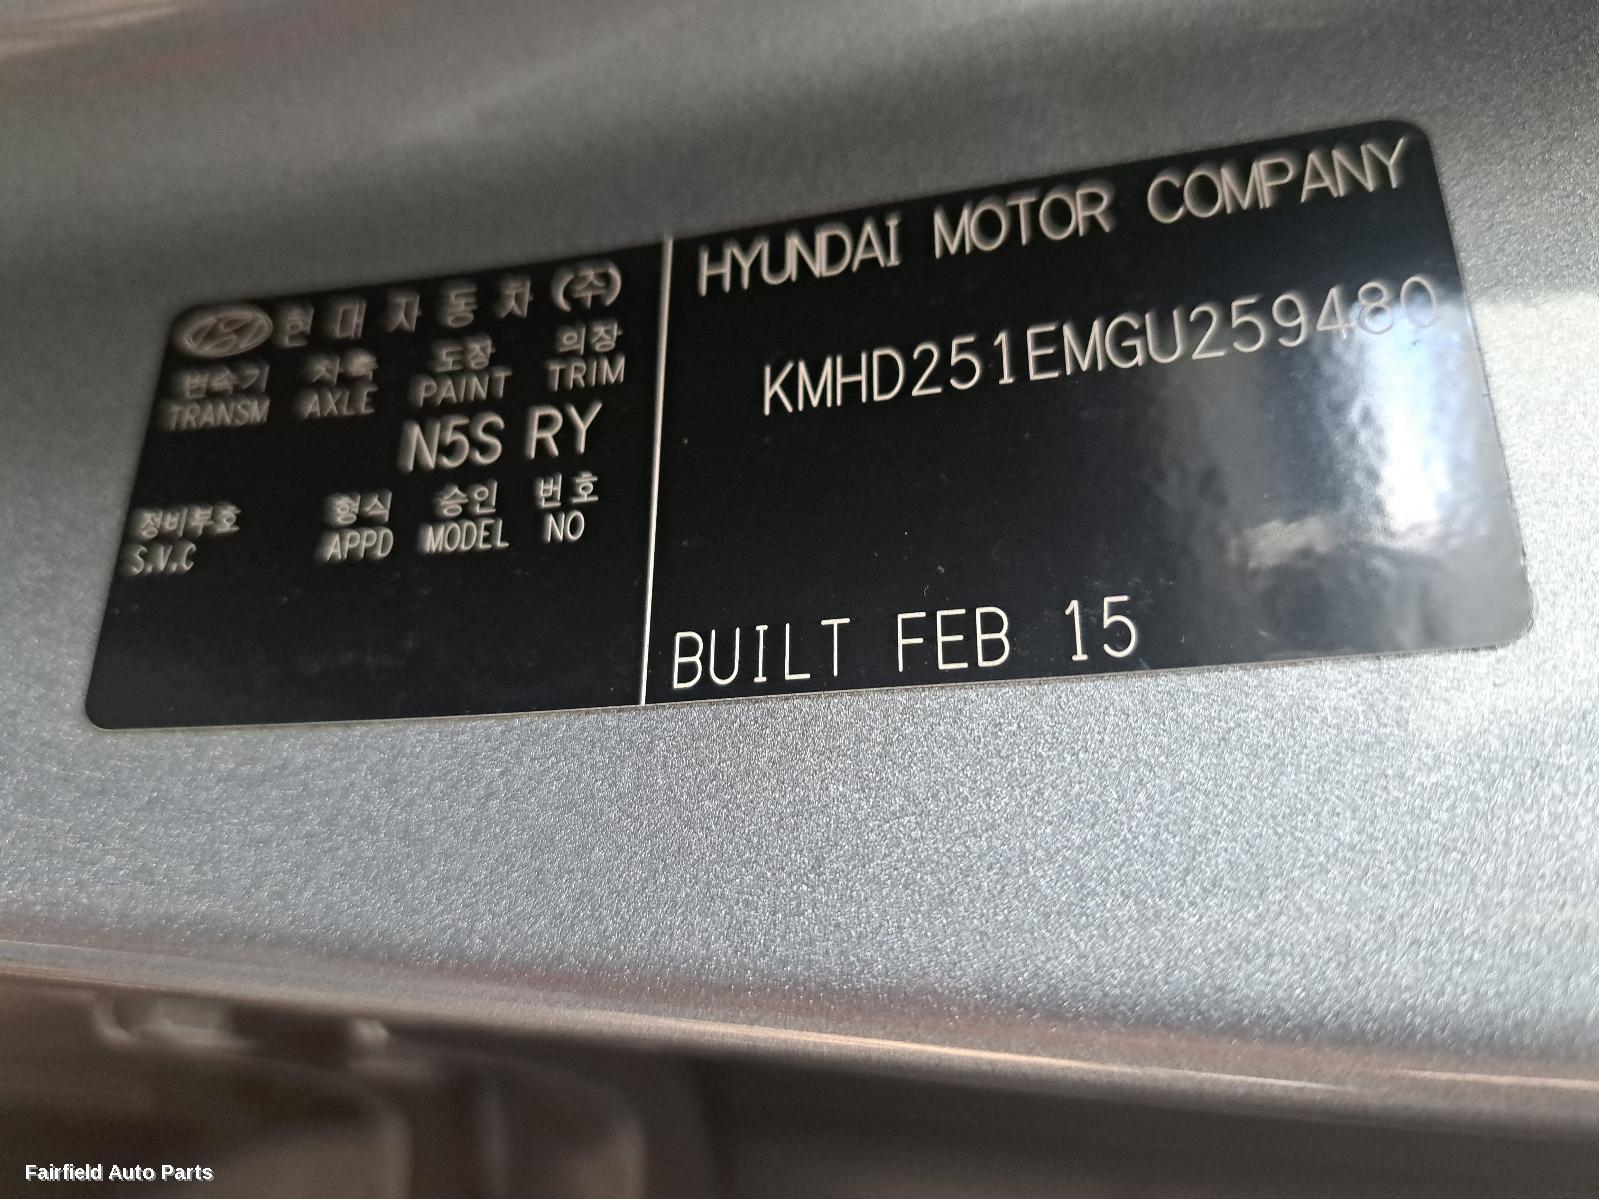 현대자동차(주)
변속기 차축 도장 의장
TRANSM AXLE PAINT TRIM
N5S RY
정비부호 형식 승인 번호
S.V.C APPD MODEL NO
HYUNDAI MOTOR COMPANY
KMHD251EMGU259480
BUILT FEB 15
Fairfield Auto Parts